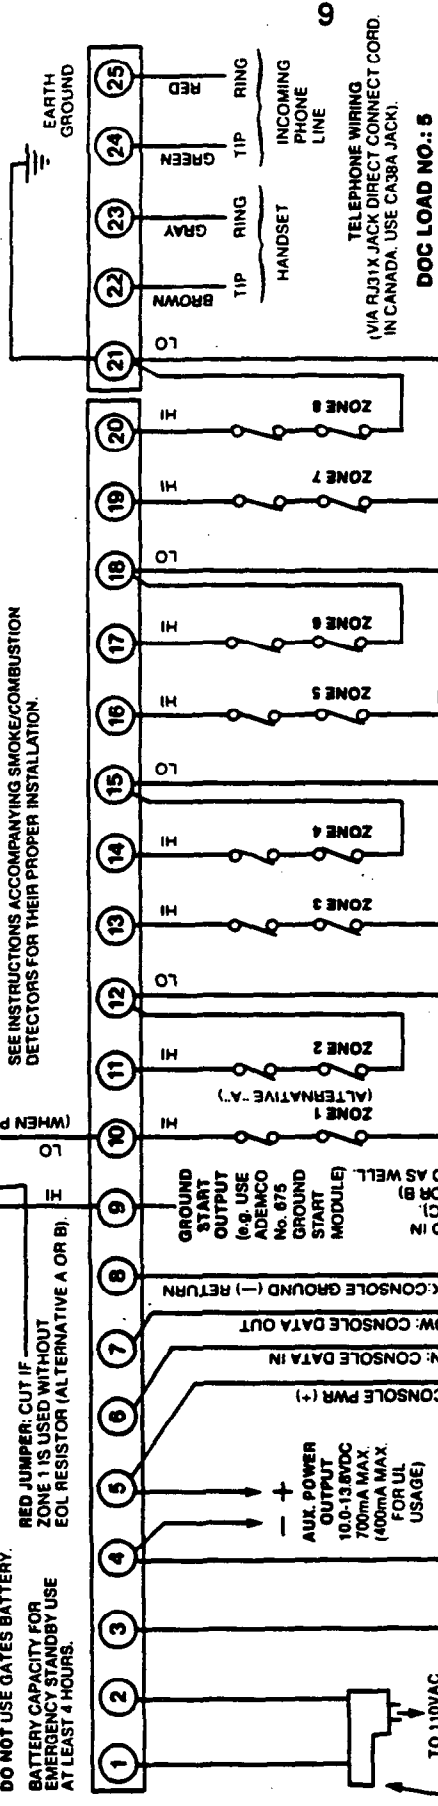 9
EARTH
GROUND
25
RED
RING
24
GREEN
TIP
INCOMING
PHONE
LINE
23
GRAY
RING
22
BROWN
TIP
HANDSET
TELEPHONE WIRING
(VIA RJ31X JACK DIRECT CONNECT CORD.
IN CANADA, USE CA38A JACK).
DOC LOAD NO.: 5
21
LO
20
HI
ZONE 8
19
HI
ZONE 7
18
LO
17
HI
ZONE 6
16
HI
ZONE 5
15
LO
14
HI
ZONE 4
13
HI
ZONE 3
12
LO
11
HI
ZONE 2
SEE INSTRUCTIONS ACCOMPANYING SMOKE/COMBUSTION
DETECTORS FOR THEIR PROPER INSTALLATION.
(WHEN
LO
10
HI
ZONE 1
(ALTERNATIVE "A")
HI
9
GROUND
START
OUTPUT
(e.g. USE
ADEMCO
No. 675
GROUND
START
MODULE)
IN
C).
OR B)
AS WELL.
8
CONSOLE GROUND (—) RETURN
7
CONSOLE DATA OUT
6
CONSOLE DATA IN
5
CONSOLE PWR (+)
RED JUMPER: CUT IF
ZONE 1 IS USED WITHOUT
EOL RESISTOR (ALTERNATIVE A OR B).
+
—
AUX. POWER
OUTPUT
10.0-13.8VDC
700mA MAX.
(400mA MAX.
FOR UL
USAGE)
4
3
2
1
DO NOT USE GATES BATTERY.
BATTERY CAPACITY FOR
EMERGENCY STANDBY USE
AT LEAST 4 HOURS.
TO 110VAC